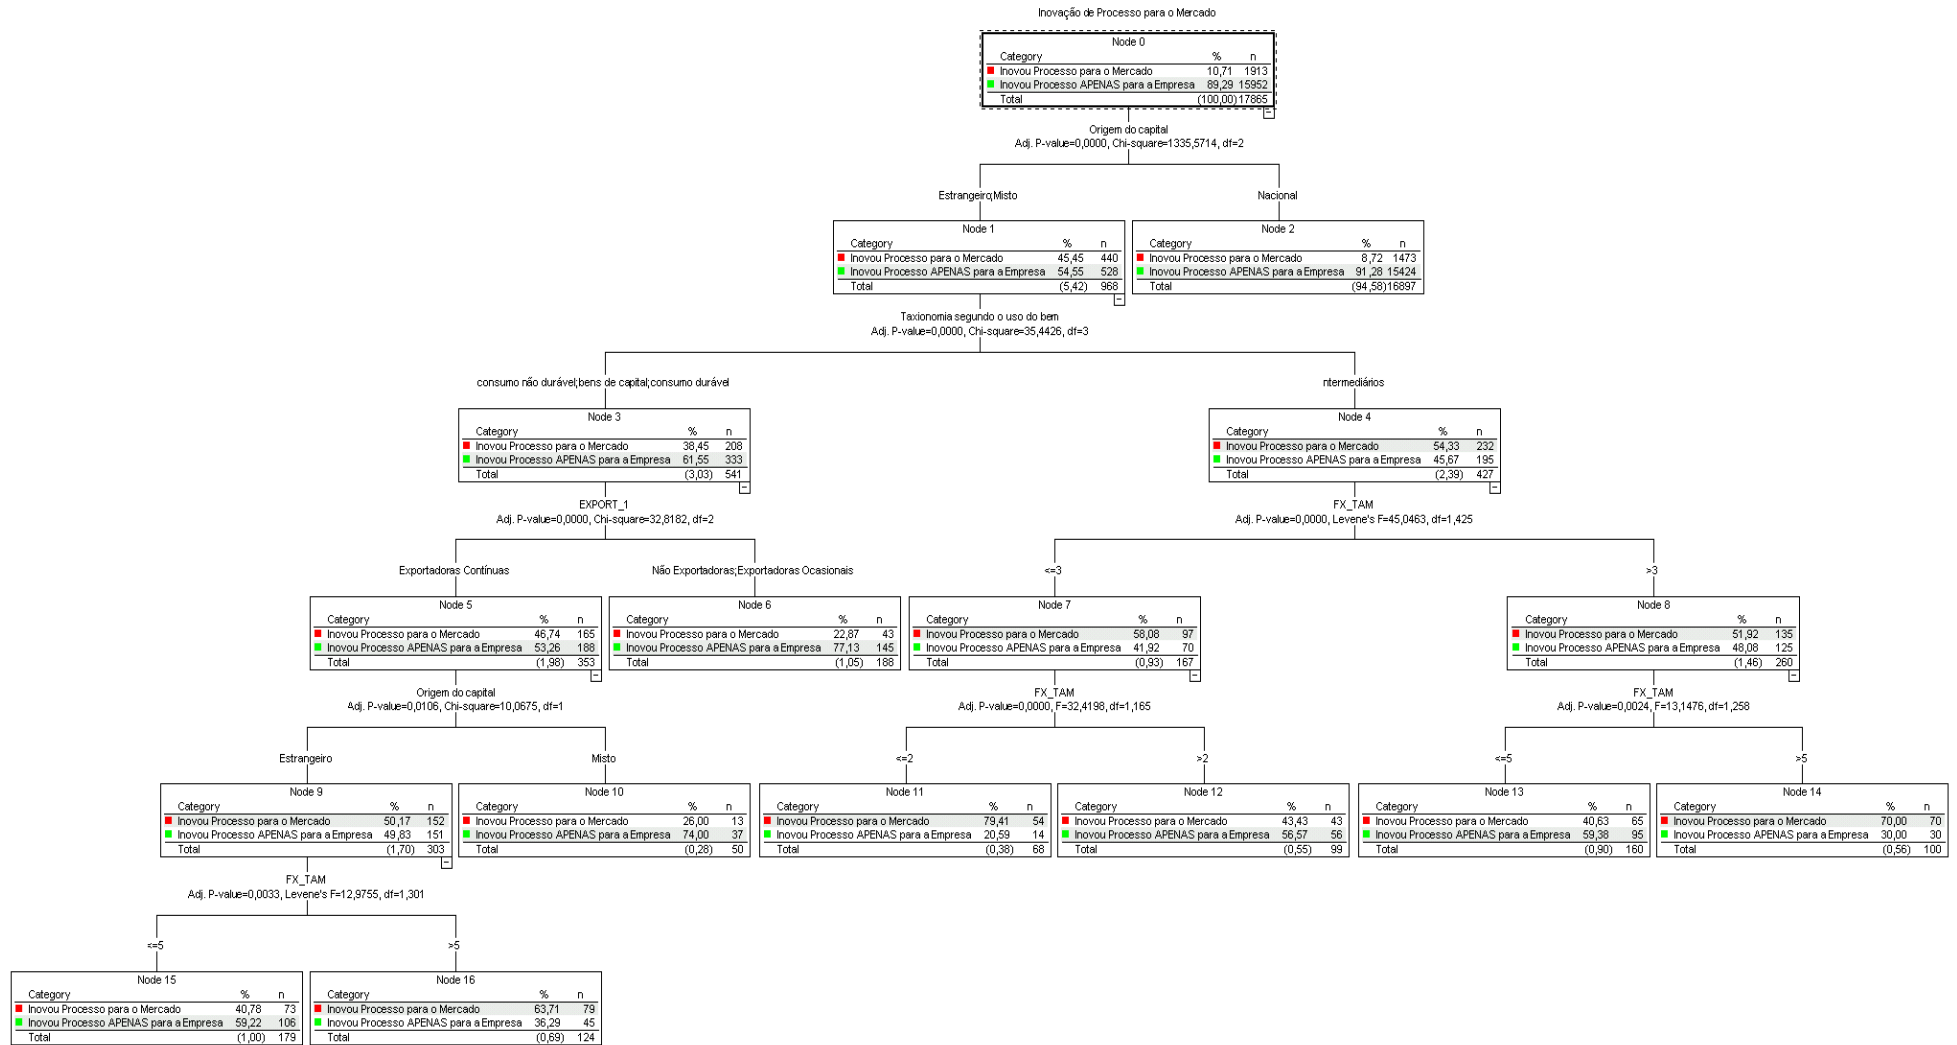 Inovação de Processo para o Mercado
Node 0
Category % n
Inovou Processo para o Mercado 10,71 1913
Inovou Processo APENAS para a Empresa 89,29 15952
Total (100,00) 17865
Origem do capital
Adj. P-value=0,0000, Chi-square=1335,5714, df=2
Estrangeiro;Misto
Nacional
Node 1
Category % n
Inovou Processo para o Mercado 45,45 440
Inovou Processo APENAS para a Empresa 54,55 528
Total (5,42) 968
Node 2
Category % n
Inovou Processo para o Mercado 8,72 1473
Inovou Processo APENAS para a Empresa 91,28 15424
Total (94,58) 16897
Taxionomia segundo o uso do bem
Adj. P-value=0,0000, Chi-square=35,4426, df=3
consumo não durável;bens de capital;consumo durável
ntermediários
Node 3
Category % n
Inovou Processo para o Mercado 38,45 208
Inovou Processo APENAS para a Empresa 61,55 333
Total (3,03) 541
Node 4
Category % n
Inovou Processo para o Mercado 54,33 232
Inovou Processo APENAS para a Empresa 45,67 195
Total (2,39) 427
EXPORT_1
Adj. P-value=0,0000, Chi-square=32,8182, df=2
FX_TAM
Adj. P-value=0,0000, Levene's F=45,0463, df=1,425
Exportadoras Contínuas
Não Exportadoras;Exportadoras Ocasionais
<=3
>3
Node 5
Category % n
Inovou Processo para o Mercado 46,74 165
Inovou Processo APENAS para a Empresa 53,26 188
Total (1,98) 353
Node 6
Category % n
Inovou Processo para o Mercado 22,87 43
Inovou Processo APENAS para a Empresa 77,13 145
Total (1,05) 188
Node 7
Category % n
Inovou Processo para o Mercado 58,08 97
Inovou Processo APENAS para a Empresa 41,92 70
Total (0,93) 167
Node 8
Category % n
Inovou Processo para o Mercado 51,92 135
Inovou Processo APENAS para a Empresa 48,08 125
Total (1,46) 260
Origem do capital
Adj. P-value=0,0106, Chi-square=10,0675, df=1
FX_TAM
Adj. P-value=0,0000, F=32,4198, df=1,165
FX_TAM
Adj. P-value=0,0024, F=13,1476, df=1,258
Estrangeiro
Misto
<=2
>2
<=5
>5
Node 9
Category % n
Inovou Processo para o Mercado 50,17 152
Inovou Processo APENAS para a Empresa 49,83 151
Total (1,70) 303
Node 10
Category % n
Inovou Processo para o Mercado 26,00 13
Inovou Processo APENAS para a Empresa 74,00 37
Total (0,28) 50
Node 11
Category % n
Inovou Processo para o Mercado 79,41 54
Inovou Processo APENAS para a Empresa 20,59 14
Total (0,38) 68
Node 12
Category % n
Inovou Processo para o Mercado 43,43 43
Inovou Processo APENAS para a Empresa 56,57 56
Total (0,55) 99
Node 13
Category % n
Inovou Processo para o Mercado 40,63 65
Inovou Processo APENAS para a Empresa 59,38 95
Total (0,90) 160
Node 14
Category % n
Inovou Processo para o Mercado 70,00 70
Inovou Processo APENAS para a Empresa 30,00 30
Total (0,56) 100
FX_TAM
Adj. P-value=0,0033, Levene's F=12,9755, df=1,301
<=5
>5
Node 15
Category % n
Inovou Processo para o Mercado 40,78 73
Inovou Processo APENAS para a Empresa 59,22 106
Total (1,00) 179
Node 16
Category % n
Inovou Processo para o Mercado 63,71 79
Inovou Processo APENAS para a Empresa 36,29 45
Total (0,69) 124